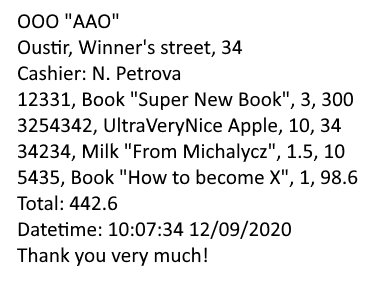 OOO "AAO"
Oustir, Winner's street, 34
Cashier: N. Petrova
12331, Book "Super New Book", 3, 300
3254342, UltraVeryNice Apple, 10, 34
34234, Milk "From Michalycz", 1.5, 10
5435, Book "How to become X", 1, 98.6
Total: 442.6
Datetime: 10:07:34 12/09/2020
Thank you very much!